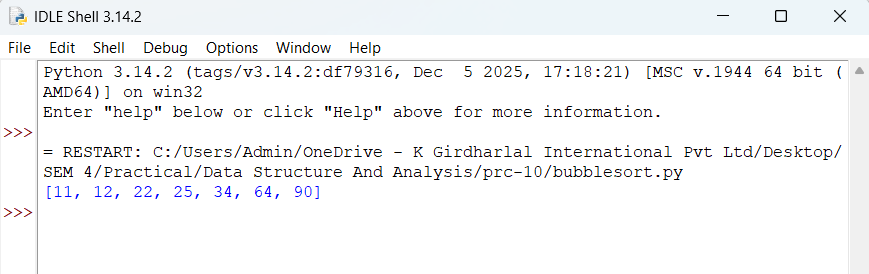 IDLE Shell 3.14.2
File Edit Shell Debug Options Window Help
Python 3.14.2 (tags/v3.14.2:df79316, Dec  5 2025, 17:18:21) [MSC v.1944 64 bit (
AMD64)] on win32
Enter "help" below or click "Help" above for more information.
>>>
= RESTART: C:/Users/Admin/OneDrive - K Girdharlal International Pvt Ltd/Desktop/
SEM 4/Practical/Data Structure And Analysis/prc-10/bubblesort.py
[11, 12, 22, 25, 34, 64, 90]
>>>